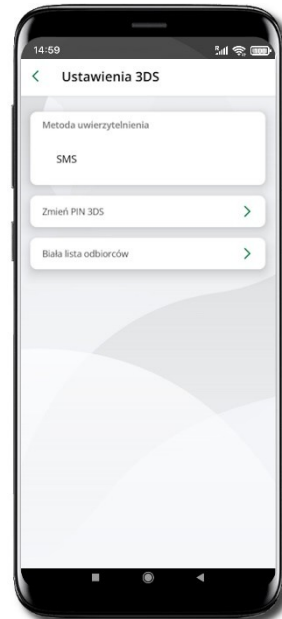 14:59
Ustawienia 3DS
Metoda uwierzytelnienia
SMS
Zmień PIN 3DS
Biała lista odbiorców